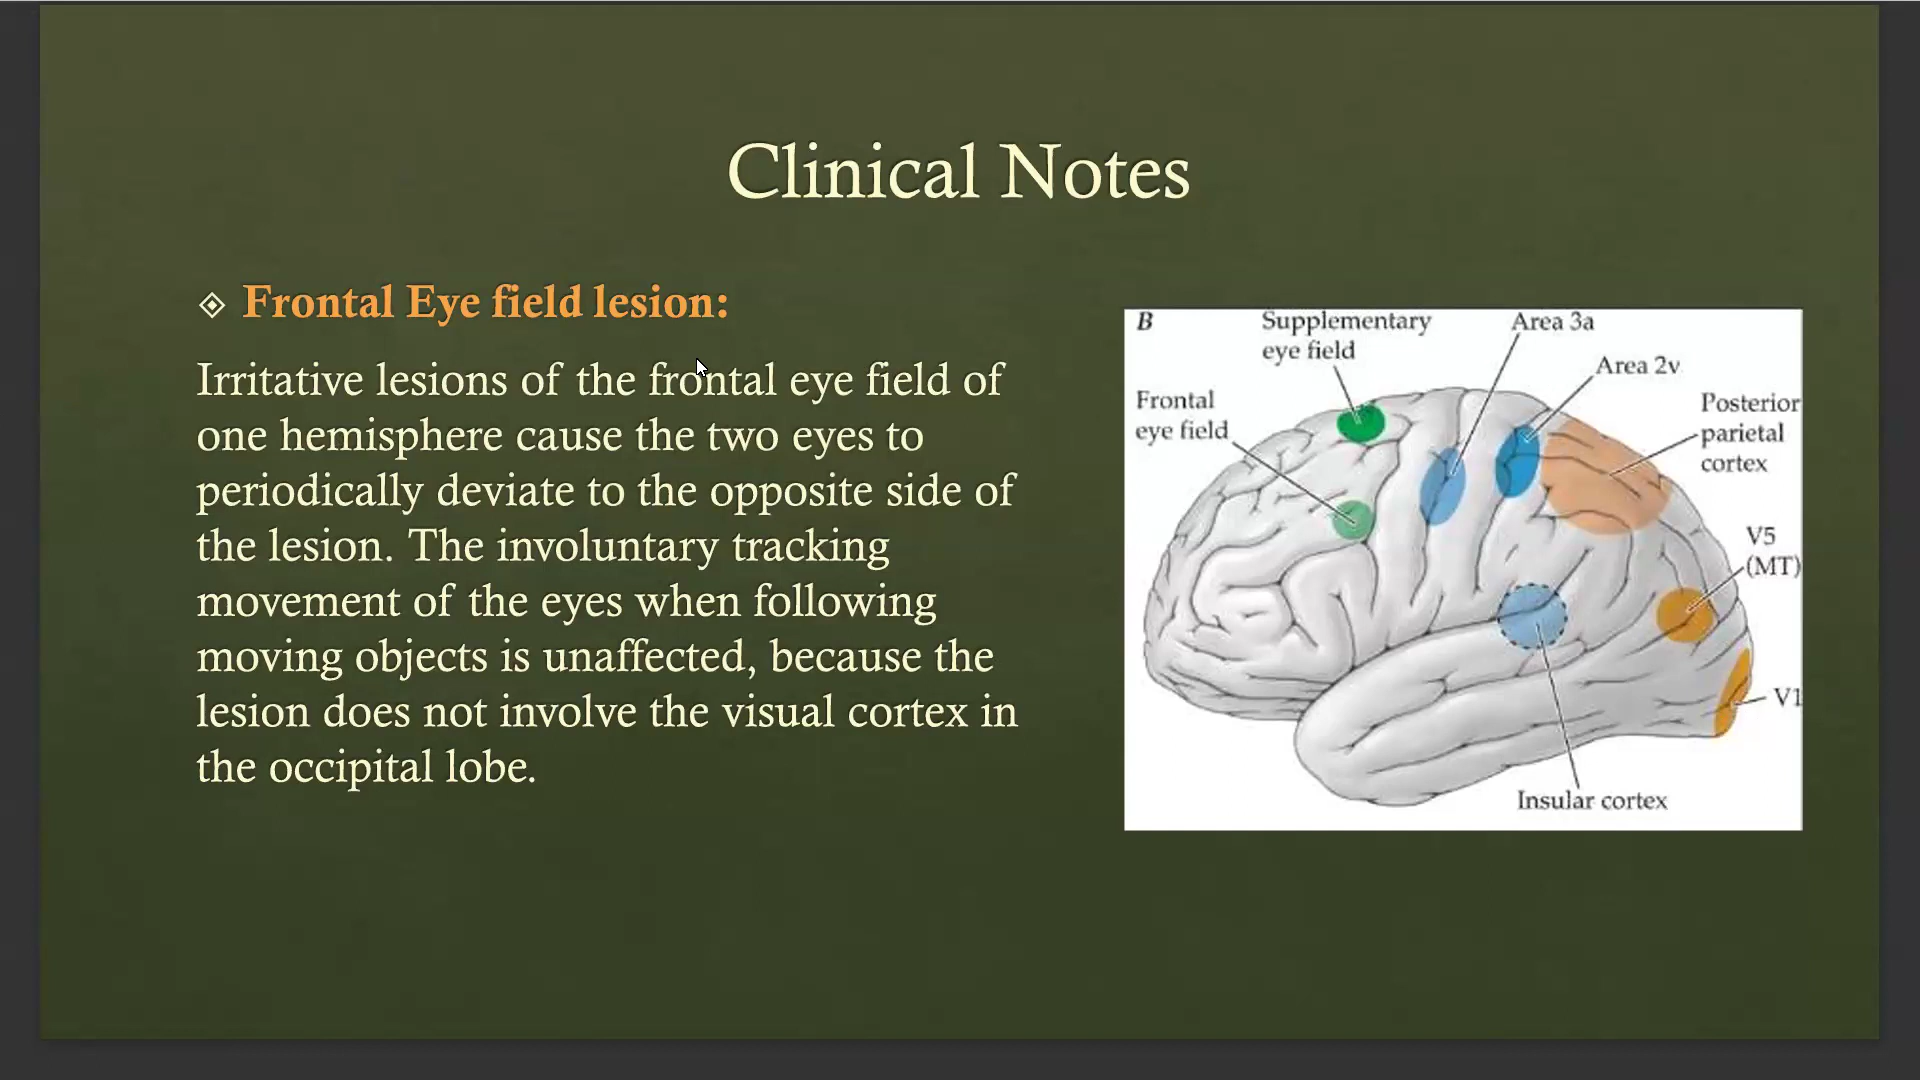 Clinical Notes
Frontal Eye field lesion:
Irritative lesions of the frontal eye field of
one hemisphere cause the two eyes to
periodically deviate to the opposite side of
the lesion. The involuntary tracking
movement of the eyes when following
moving objects is unaffected, because the
lesion does not involve the visual cortex in
the occipital lobe.
B
Supplementary
eye field
Area 3a
Area 2v
Frontal
eye field
Posterior
parietal
cortex
V5
(MT)
V1
Insular cortex